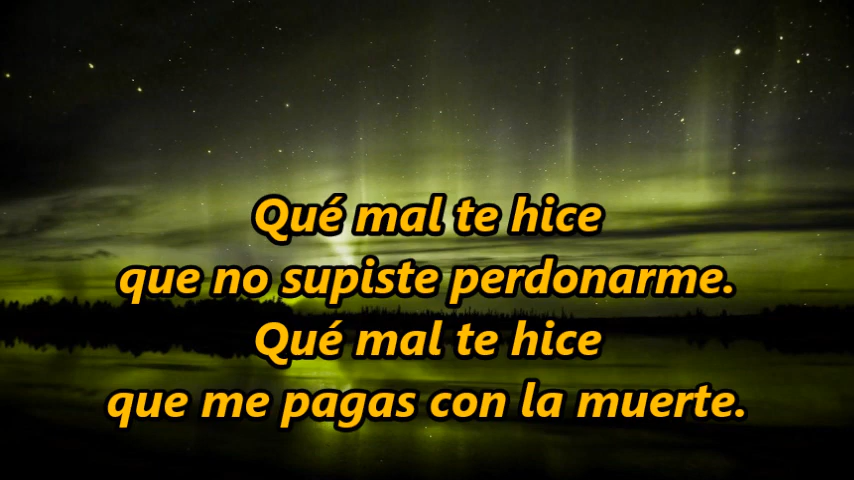 Qué mal te hice
que no supiste perdonarme.
Qué mal te hice
que me pagas con la muerte.